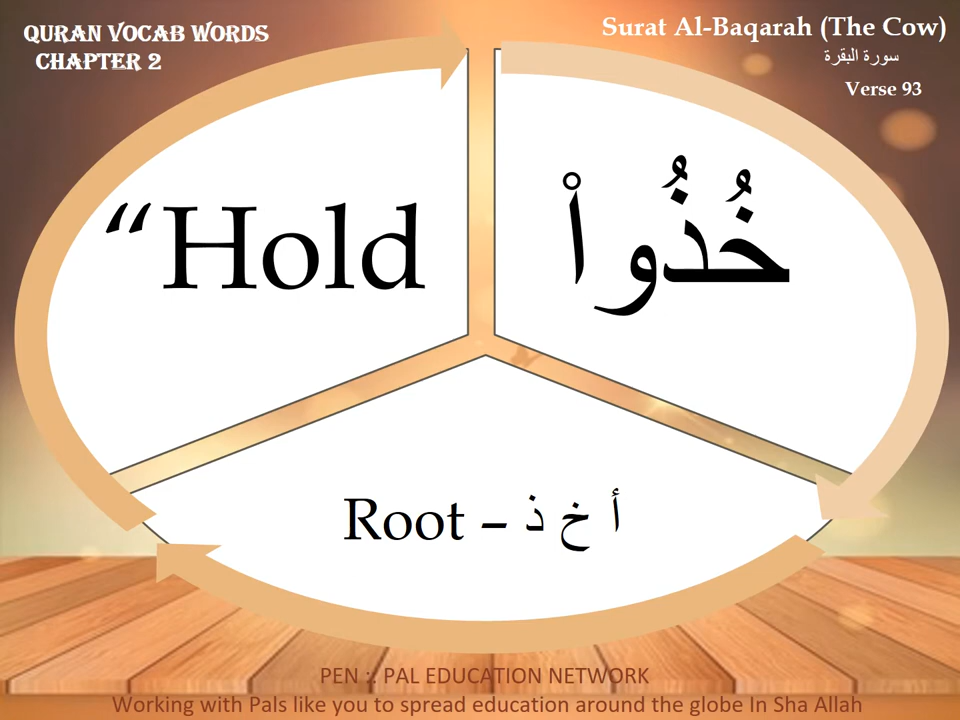 QURAN VOCAB WORDS
CHAPTER 2
Surat Al-Baqarah (The Cow)
سورة البقرة
Verse 93
“Hold
خُذُواْ
Root – أ خ ذ
PEN :: PAL EDUCATION NETWORK
Working with Pals like you to spread education around the globe In Sha Allah